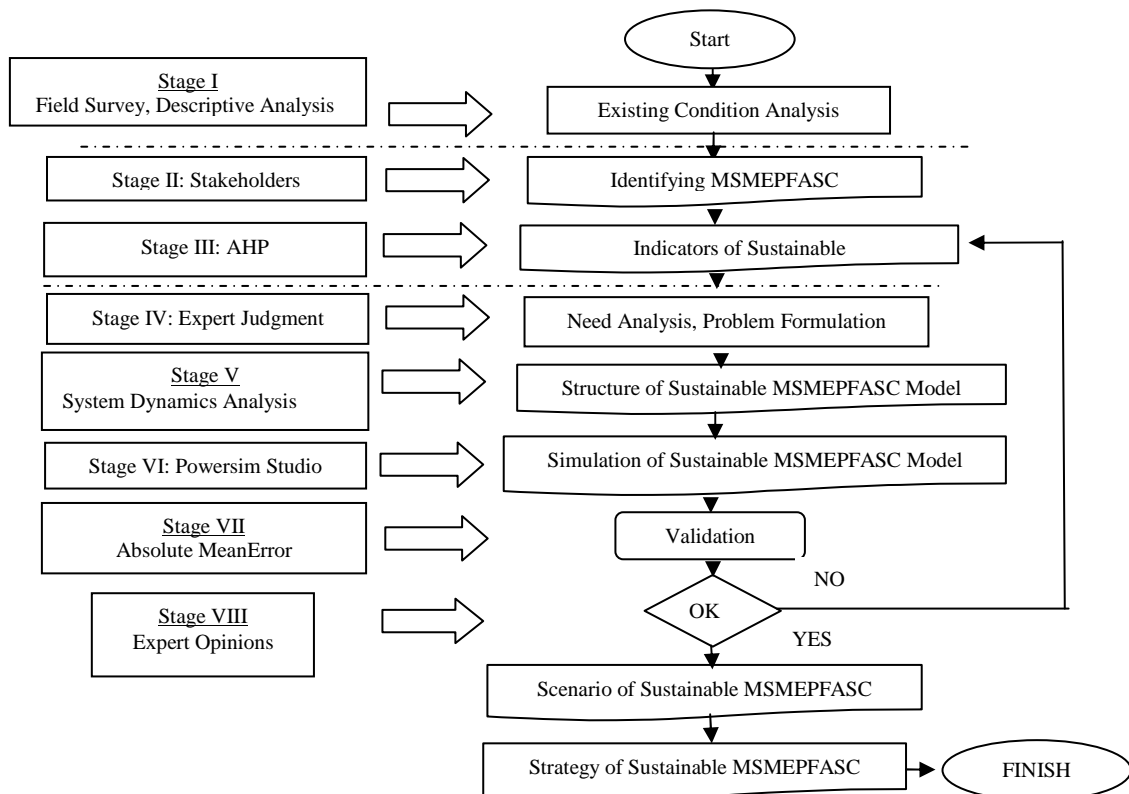 Start
Stage I
Field Survey, Descriptive Analysis
Existing Condition Analysis
Stage II: Stakeholders
Identifying MSMEPFASC
Stage III: AHP
Indicators of Sustainable
Stage IV: Expert Judgment
Need Analysis, Problem Formulation
Stage V
System Dynamics Analysis
Structure of Sustainable MSMEPFASC Model
Stage VI: Powersim Studio
Simulation of Sustainable MSMEPFASC Model
Stage VII
Absolute MeanError
Validation
NO
Stage VIII
Expert Opinions
OK
YES
Scenario of Sustainable MSMEPFASC
Strategy of Sustainable MSMEPFASC
FINISH